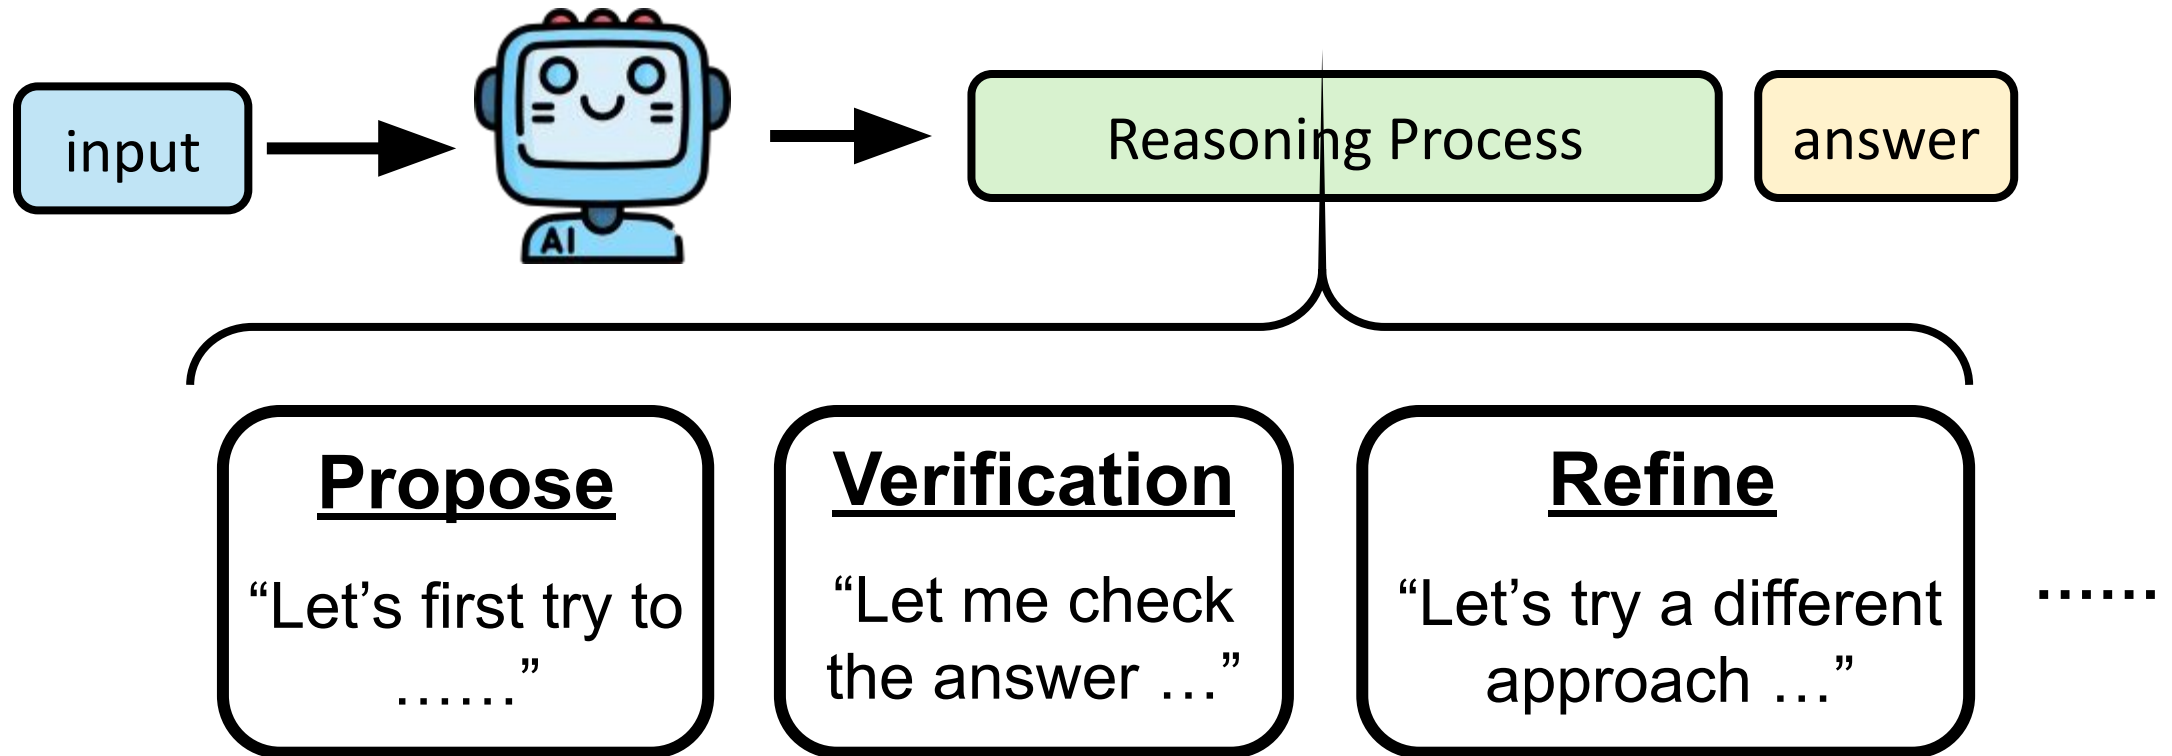 input
AI
Reasoning Process
answer
Propose
“Let’s first try to
……”
Verification
“Let me check
the answer …”
Refine
“Let’s try a different
approach …”
……